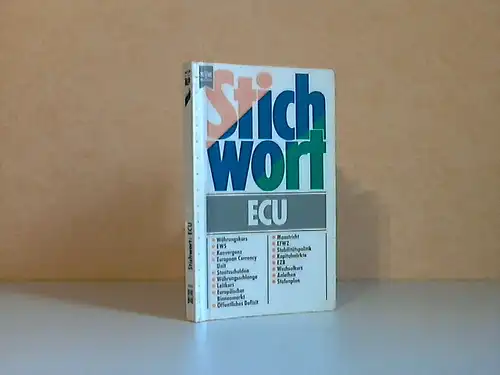 Stich
wort
ECU
Währungskorb
EWS
Konvergenz
European Currency
Unit
Staatsschulden
Währungsschlange
Leitkurs
Europäischer
Binnenmarkt
Öffentliches Defizit
Maastricht
EFWZ
Stabilitätspolitik
Kapitalmärkte
EZB
Wechselkurs
Anleihen
Stufenplan
Stichwort: ECU